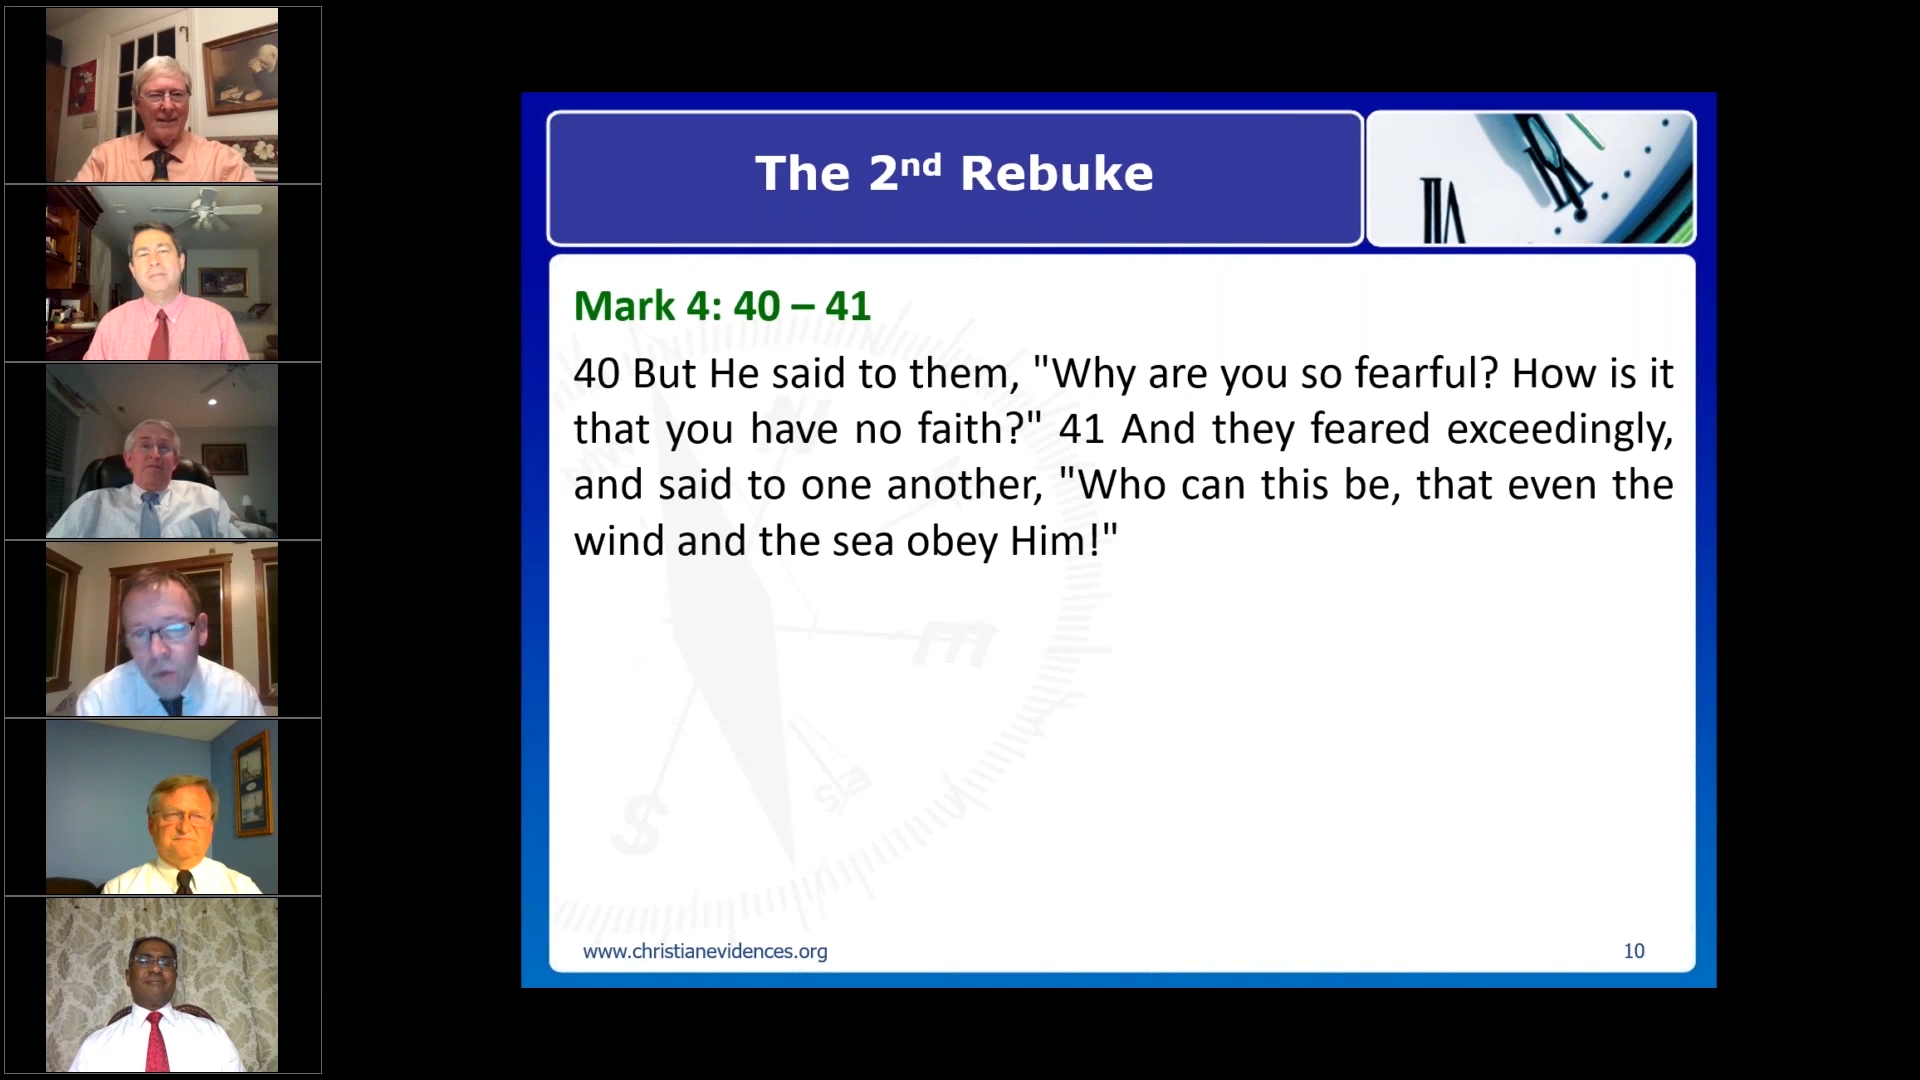 The 2nd Rebuke
Mark 4: 40 – 41
40 But He said to them, "Why are you so fearful? How is it
that you have no faith?" 41 And they feared exceedingly,
and said to one another, "Who can this be, that even the
wind and the sea obey Him!"
N
E
S
SE
www.christianevidences.org
10